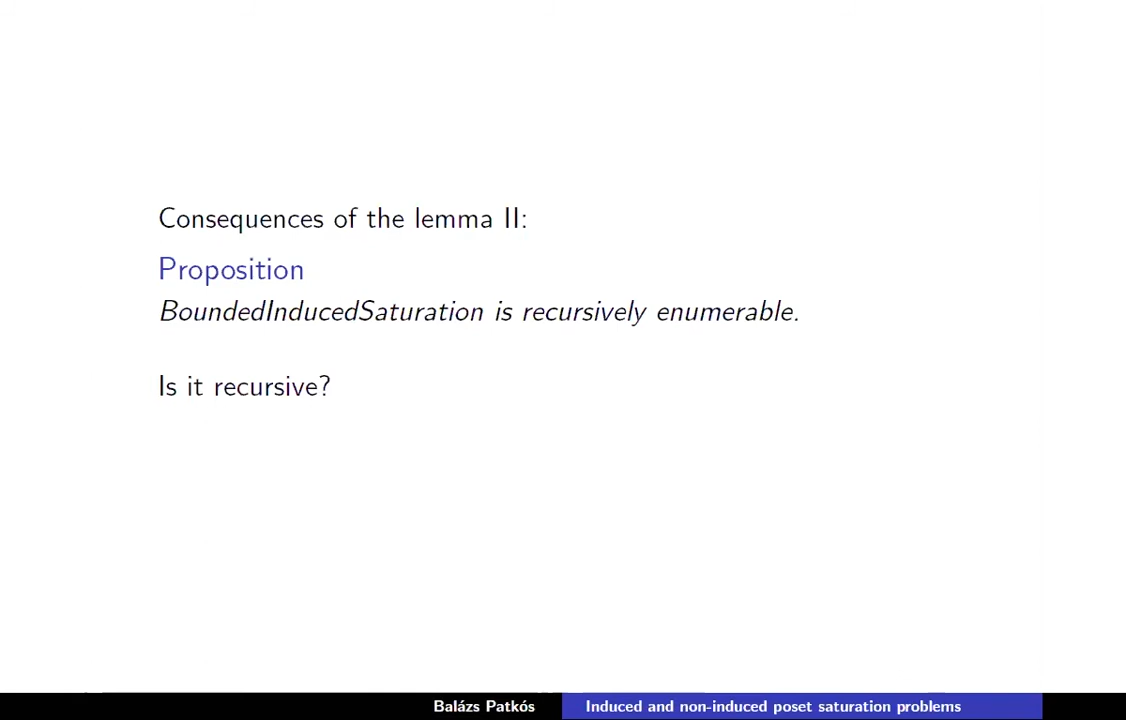 Consequences of the lemma II:
Proposition
BoundedInducedSaturation is recursively enumerable.
Is it recursive?
Balázs Patkós
Induced and non-induced poset saturation problems